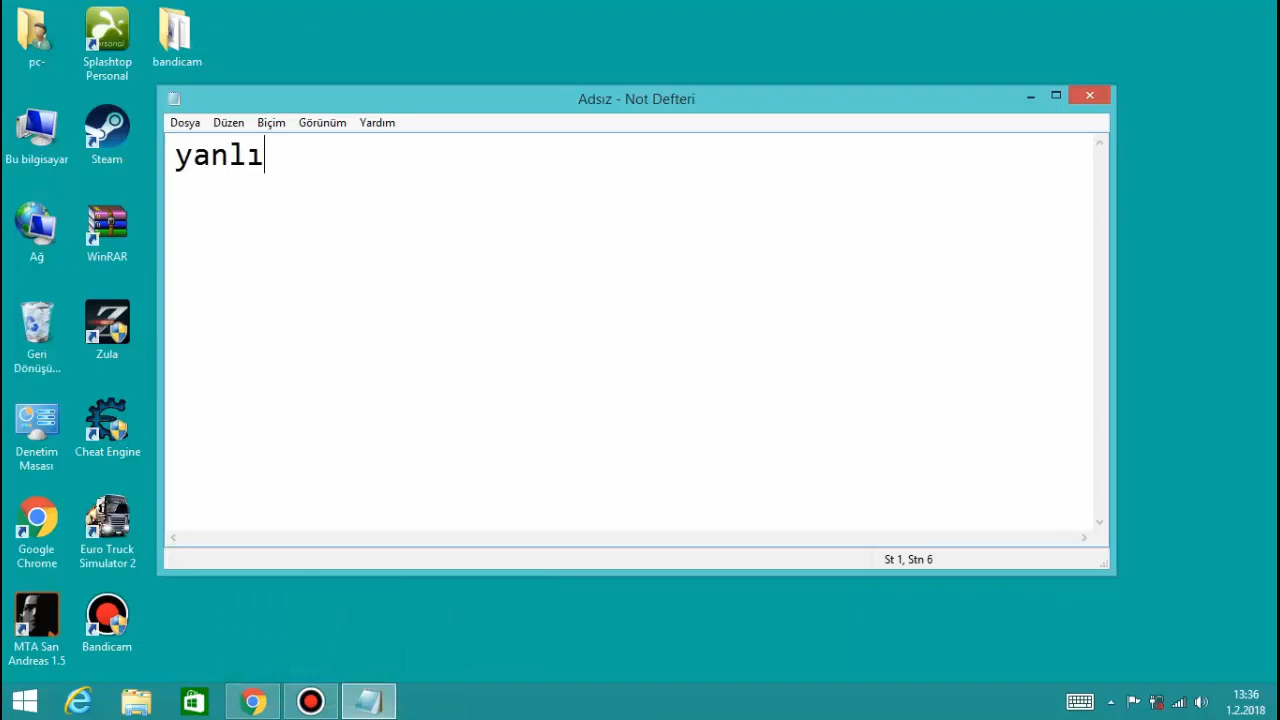 pc-
Splashtop
Personal
bandicam
Bu bilgisayar
Steam
Ağ
WinRAR
Geri
Dönüşü...
Zula
Denetim
Masası
Cheat Engine
Google
Chrome
Euro Truck
Simulator 2
MTA San
Andreas 1.5
Bandicam
Adsız - Not Defteri
Dosya Düzen Biçim Görünüm Yardım
yanlı
St 1, Stn 6
13:36
1.2.2018